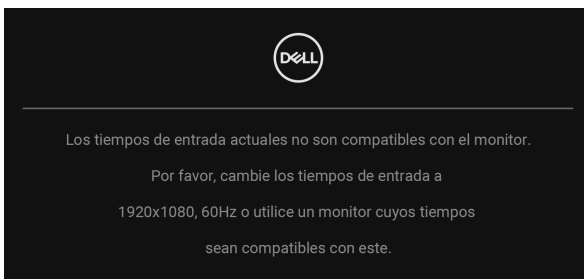 DELL
Los tiempos de entrada actuales no son compatibles con el monitor.
Por favor, cambie los tiempos de entrada a
1920x1080, 60Hz o utilice un monitor cuyos tiempos
sean compatibles con este.